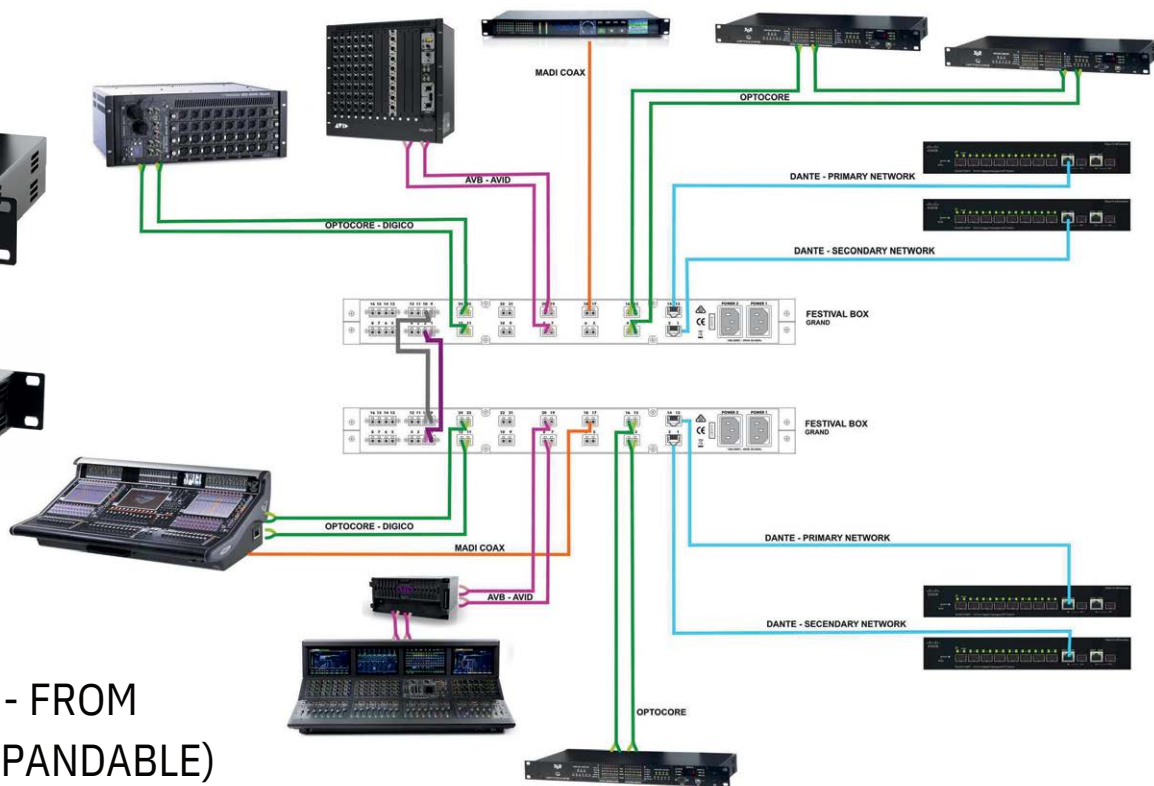 MADI COAX
OPTOCORE
DANTE - PRIMARY NETWORK
AVB - AVID
OPTOCORE - DIGICO
DANTE - SECONDARY NETWORK
POWER 2 POWER 1
FESTIVAL BOX
GRAND
POWER 2 POWER 1
FESTIVAL BOX
GRAND
OPTOCORE - DIGICO
MADI COAX
DANTE - PRIMARY NETWORK
AVB - AVID
DANTE - SECENDARY NETWORK
- FROM
PANDABLE)
OPTOCORE